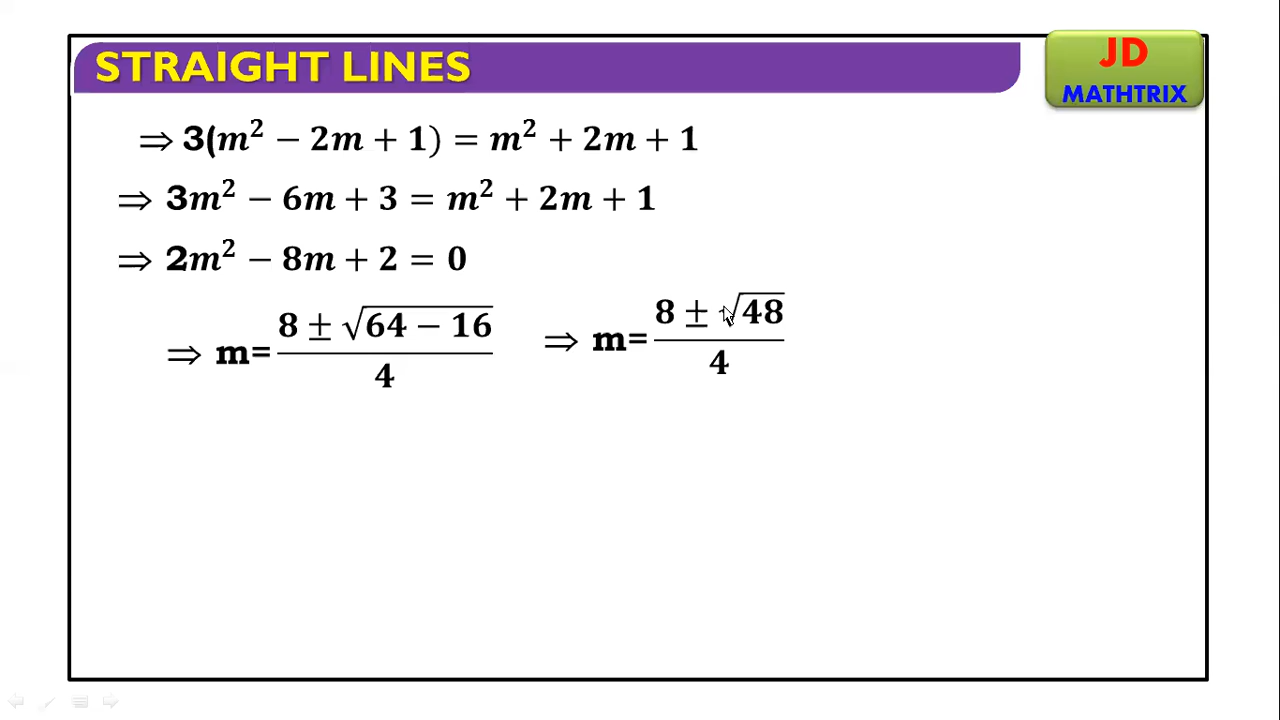 STRAIGHT LINES
JD
MATHTRIX
⇒ 3(m² − 2m + 1) = m² + 2m + 1
⇒ 3m² − 6m + 3 = m² + 2m + 1
⇒ 2m² − 8m + 2 = 0
⇒ m= (8 ± √(64 − 16))/4 ⇒ m= (8 ± √48)/4